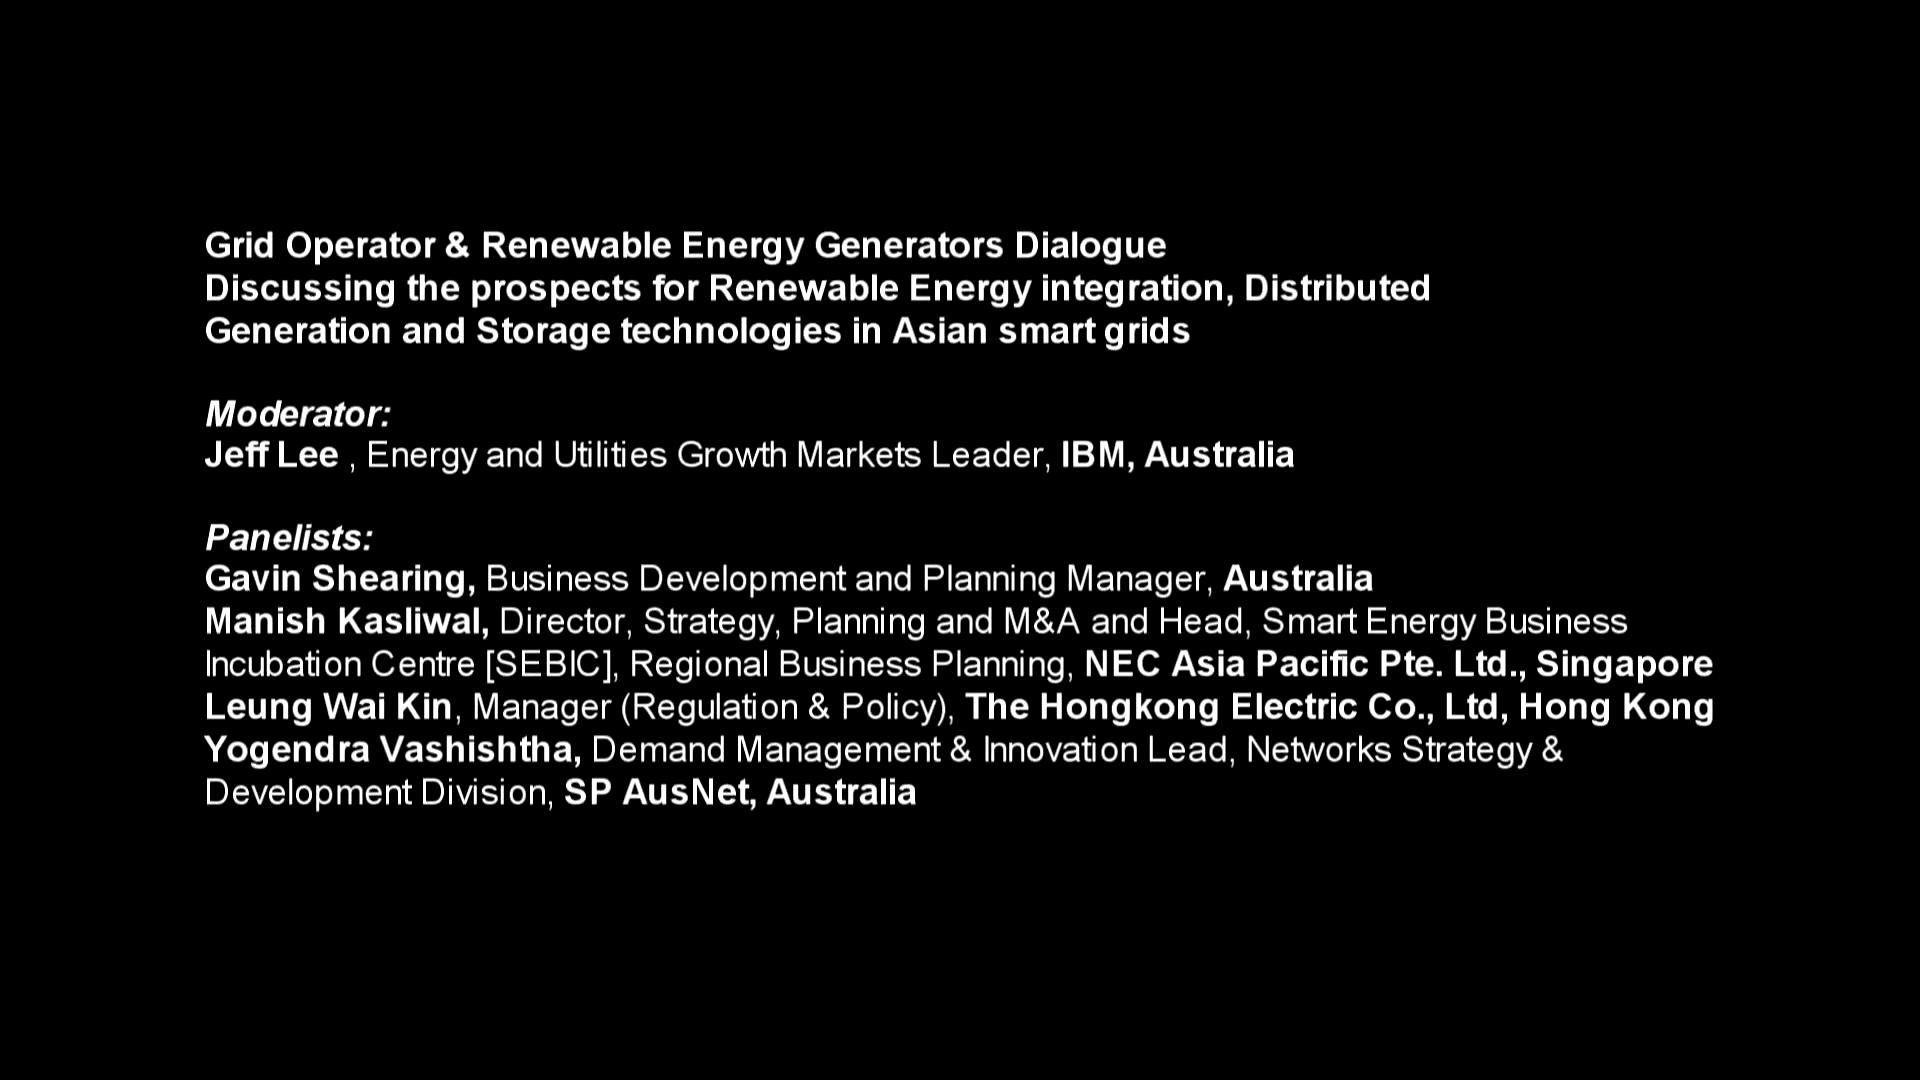 Grid Operator & Renewable Energy Generators Dialogue
Discussing the prospects for Renewable Energy integration, Distributed
Generation and Storage technologies in Asian smart grids
Moderator:
Jeff Lee , Energy and Utilities Growth Markets Leader, IBM, Australia
Panelists:
Gavin Shearing, Business Development and Planning Manager, Australia
Manish Kasliwal, Director, Strategy, Planning and M&A and Head, Smart Energy Business
Incubation Centre [SEBIC], Regional Business Planning, NEC Asia Pacific Pte. Ltd., Singapore
Leung Wai Kin, Manager (Regulation & Policy), The Hongkong Electric Co., Ltd, Hong Kong
Yogendra Vashishtha, Demand Management & Innovation Lead, Networks Strategy &
Development Division, SP AusNet, Australia